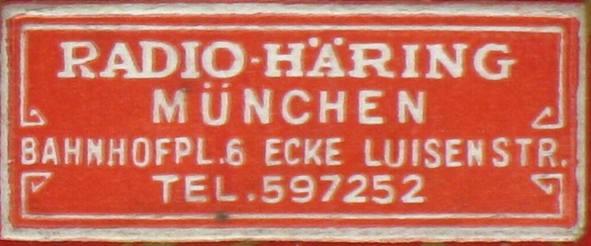 RADIO-HÄRING
MÜNCHEN
BAHNHOFPL.6 ECKE LUISENSTR.
TEL.597252